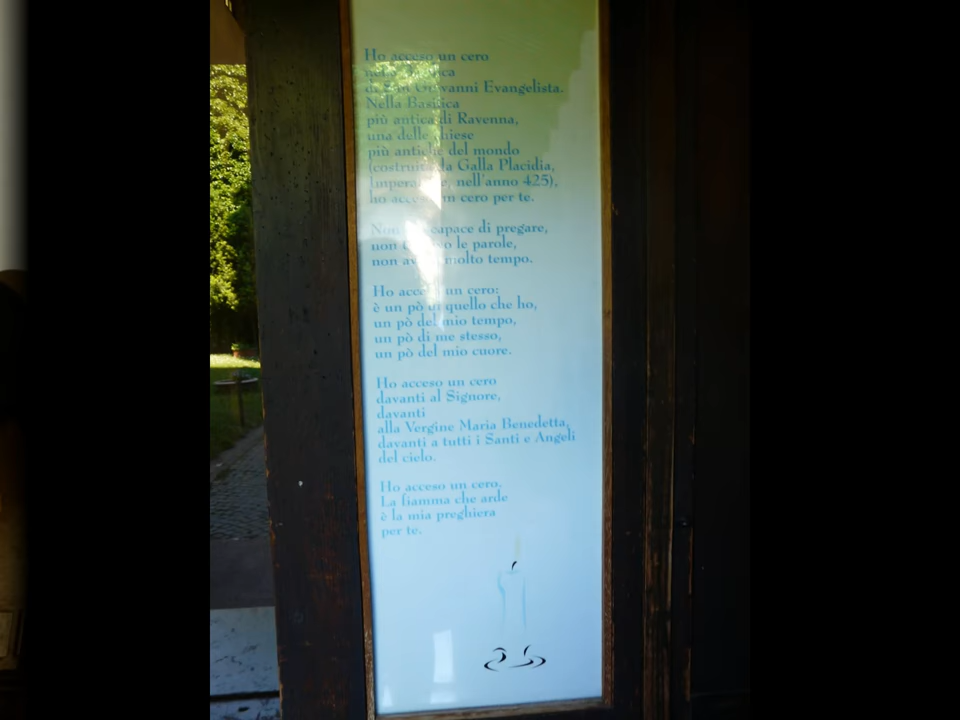 Ho acceso un cero
nella Basilica
di San Giovanni Evangelista.
Nella Basilica
più antica di Ravenna,
una delle chiese
più antiche del mondo
(costruita da Galla Placidia,
Imperatrice, nell'anno 425),
ho acceso un cero per te.
Non capace di pregare,
non le parole,
non molto tempo.
Ho acceso un cero:
è un pò di quello che ho,
un pò del mio tempo,
un pò di me stesso,
un pò del mio cuore.
Ho acceso un cero
davanti al Signore,
davanti
alla Vergine Maria Benedetta,
davanti a tutti i Santi e Angeli
del cielo.
Ho acceso un cero.
La fiamma che arde
è la mia preghiera
per te.